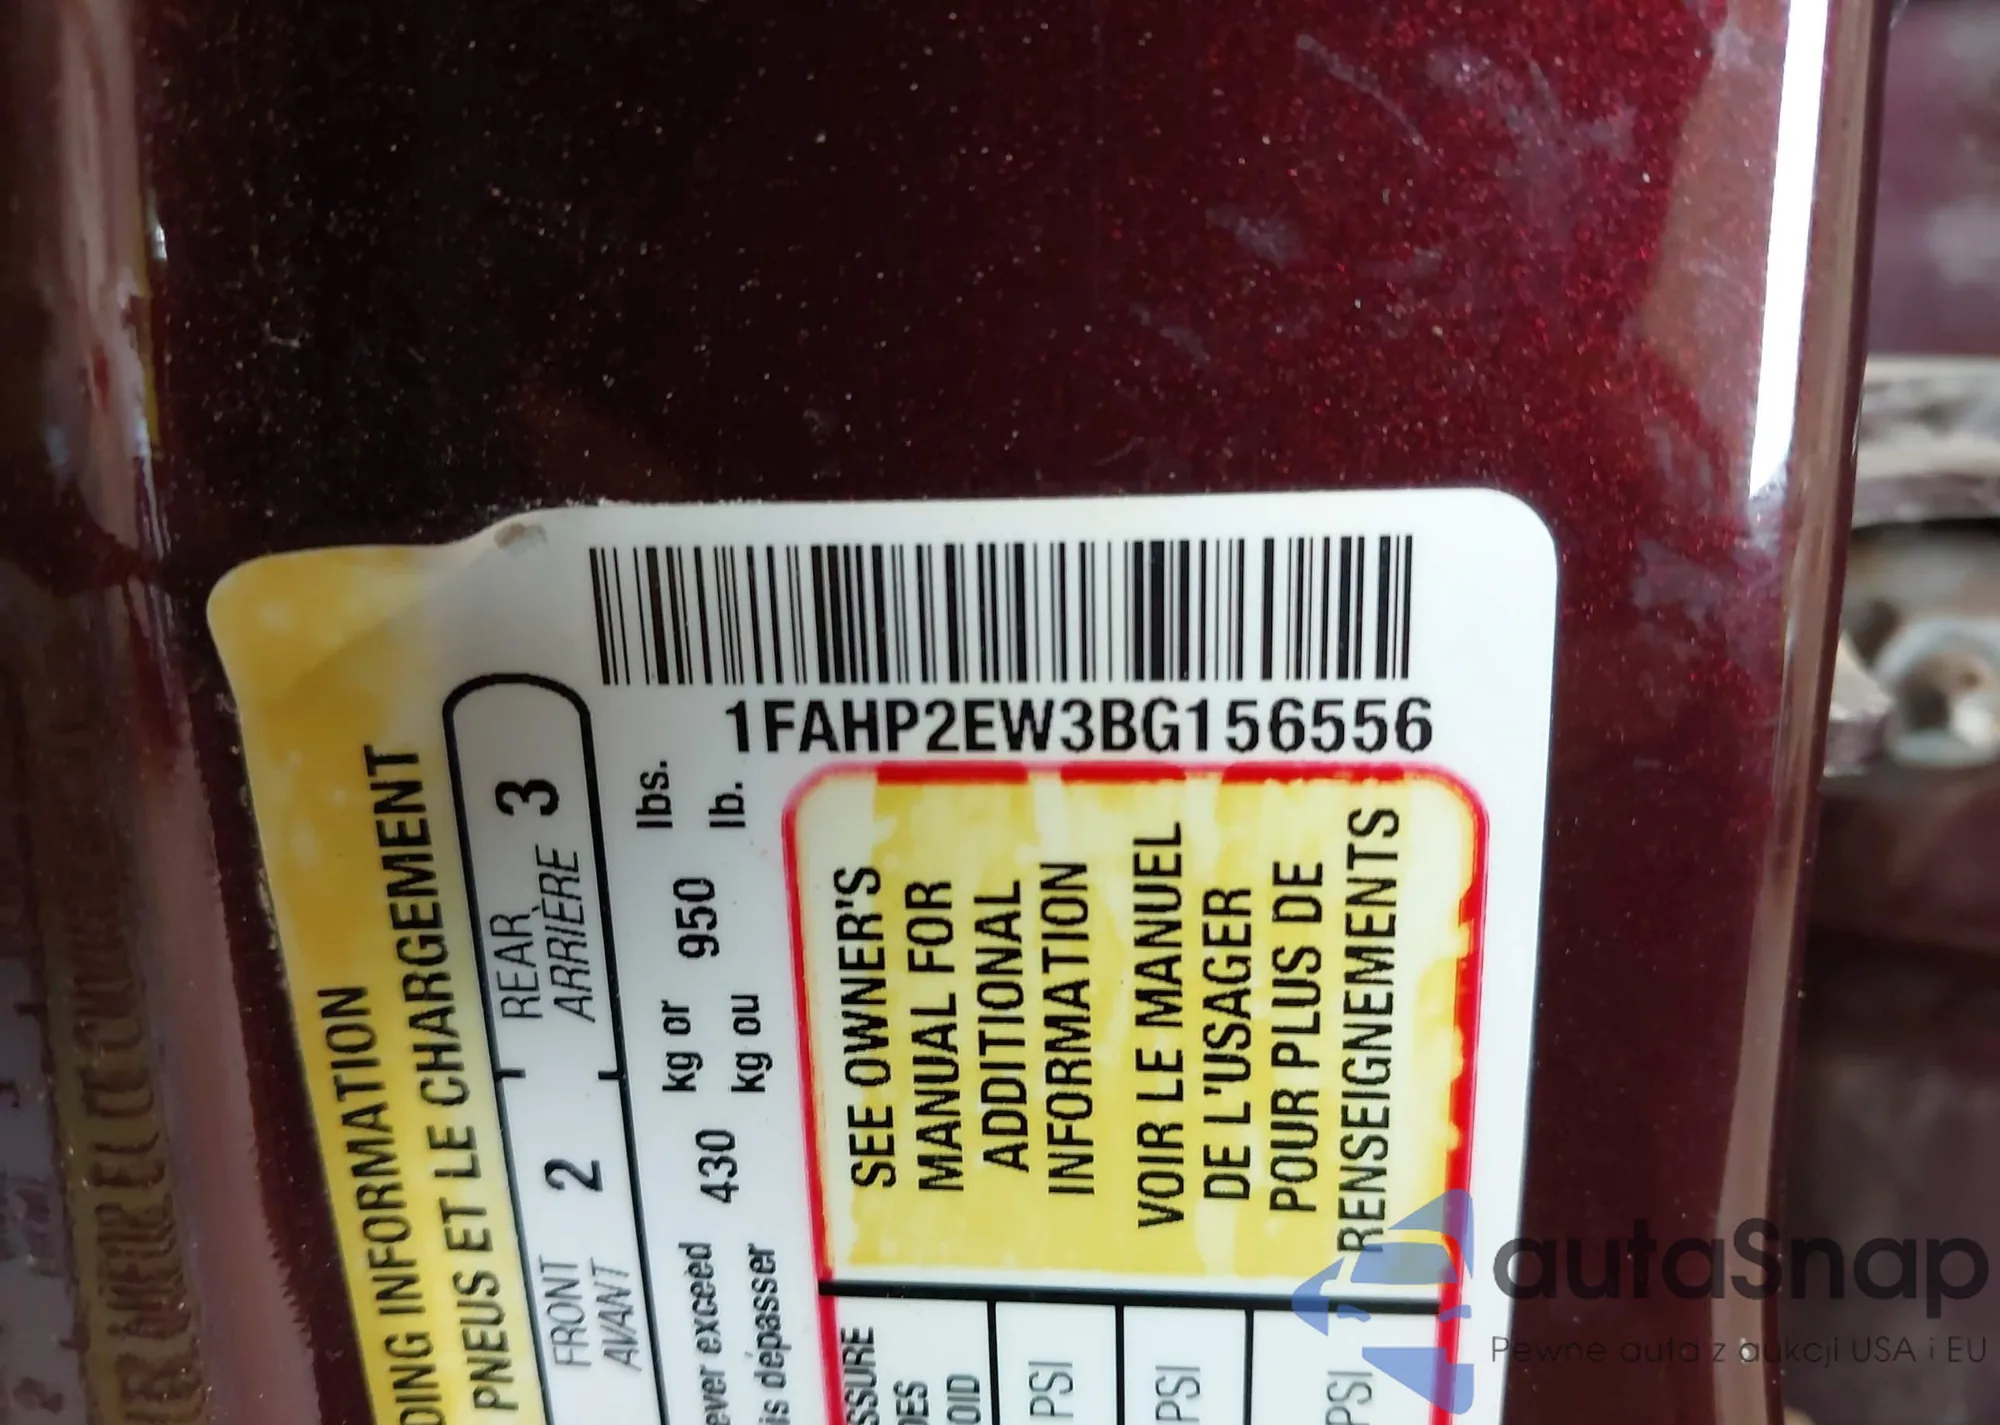 1FAHP2EW3BG156556
DING INFORMATION
PNEUS ET LE CHARGEMENT
FRONT 2 REAR 3
AVANT ARRIÈRE
ever exceed 430 kg or 950 lbs.
is dépasser kg ou lb.
SSURE
DES
OID
PSI
PSI
PSI
SEE OWNER'S
MANUAL FOR
ADDITIONAL
INFORMATION
VOIR LE MANUEL
DE L'USAGER
POUR PLUS DE
RENSEIGNEMENTS
autaSnap
Pewne auta z aukcji USA i EU